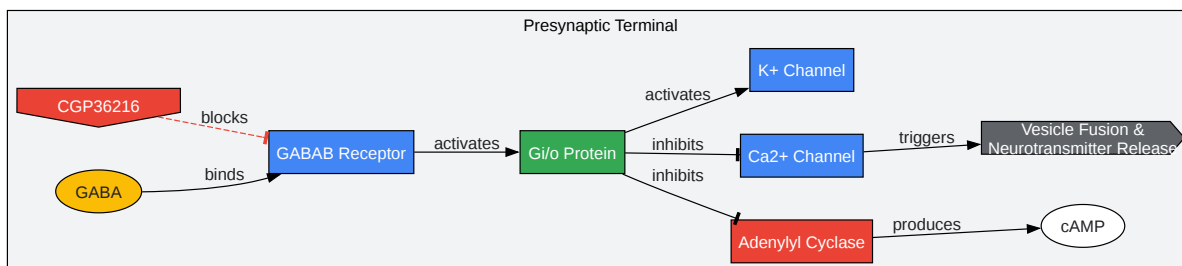 Presynaptic Terminal
K+ Channel
CGP36216
activates
blocks
Vesicle Fusion &
Neurotransmitter Release
triggers
GABAB Receptor
activates
Gi/o Protein
inhibits
Ca2+ Channel
GABA
binds
inhibits
Adenylyl Cyclase
produces
cAMP